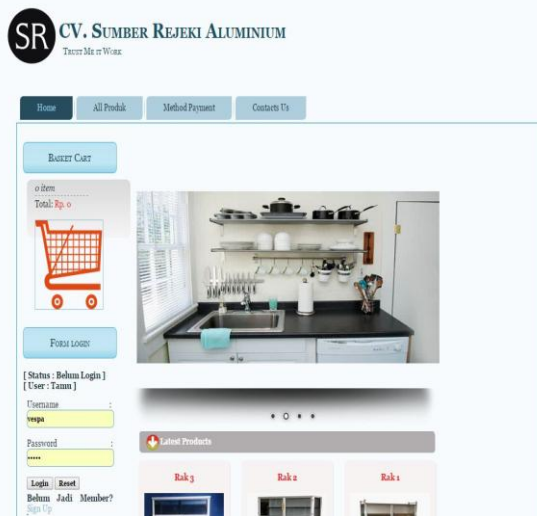 SR
CV. SUMBER REJEKI ALUMINIUM
TRUST ME IT WORK
Home All Produk Method Payment Contacts Us
BASKET CART
0 item
Total: Rp. 0
FORM LOGIN
[ Status : Belum Login ]
[ User : Tamu ]
Username :
vespa
Password :
•••••
Login Reset
Belum Jadi Member?
Sign Up
Latest Products
Rak 3 Rak 2 Rak 1